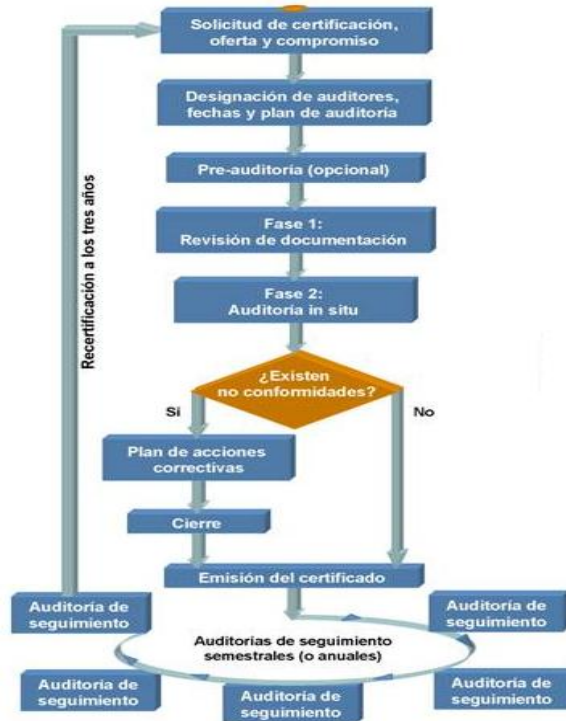 Solicitud de certificación,
oferta y compromiso
Designación de auditores,
fechas y plan de auditoría
Pre-auditoría (opcional)
Fase 1:
Revisión de documentación
Fase 2:
Auditoría in situ
Recertificación a los tres años
¿Existen
no conformidades?
Si
No
Plan de acciones
correctivas
Cierre
Emisión del certificado
Auditoría de
seguimiento
Auditoría de
seguimiento
Auditorías de seguimiento
semestrales (o anuales)
Auditoría de
seguimiento
Auditoría de
seguimiento
Auditoría de
seguimiento